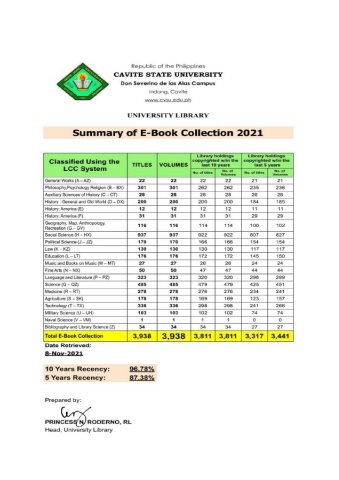 Republic of the Philippines
CAVITE STATE UNIVERSITY
Don Severino de las Alas Campus
Indang, Cavite
www.cvsu.edu.ph
UNIVERSITY LIBRARY
Summary of E-Book Collection 2021
Classified Using the LCC System TITLES VOLUMES Library holdings copyrighted w/in the last 10 years Library holdings copyrighted w/in the last 5 years
No. of titles No. of Volumes No. of titles No. of Volumes
General Works (A – AZ) 22 22 22 22 21 21
Philosophy,Psychology Religion (B – BX) 301 301 262 262 238 238
Auxiliary Sciences of History (C – CT) 28 28 28 28 26 26
History : General and Old World (D – DX) 200 200 200 200 184 185
History: America (E) 12 12 12 12 11 11
History: America (F) 31 31 31 31 29 29
Geography, Map, Anthropology,
Recreation (G – GV) 116 116 114 114 100 102
Social Science (H – HX) 937 937 922 922 807 827
Political Science (J – JZ) 170 170 166 166 154 154
Law (K – KZ) 138 138 139 139 117 117
Education (L – LT) 176 176 172 172 145 150
Music and Books on Music (M – MT) 27 27 26 26 24 24
Fine Arts (N – NX) 50 50 47 47 44 44
Language and Literature (P – PZ) 323 323 320 320 298 298
Science (Q – QZ) 485 485 479 479 426 451
Medicine (R – RT) 278 278 276 276 234 241
Agriculture (S – SK) 178 178 169 169 123 157
Technology (T – TX) 336 336 298 298 241 266
Military Science (U – UH) 103 103 102 102 74 74
Naval Science (V – VM) 1 1 1 1 0 0
Bibliography and Library Science (Z) 34 34 34 34 27 27
Total E-Book Collection 3,938 3,938 3,811 3,811 3,317 3,441
Date Retrieved:
8-Nov-2021
10 Years Recency: 96.78%
5 Years Recency: 87.38%
Prepared by:
PRINCESS N. RODERNO, RL
Head, University Library